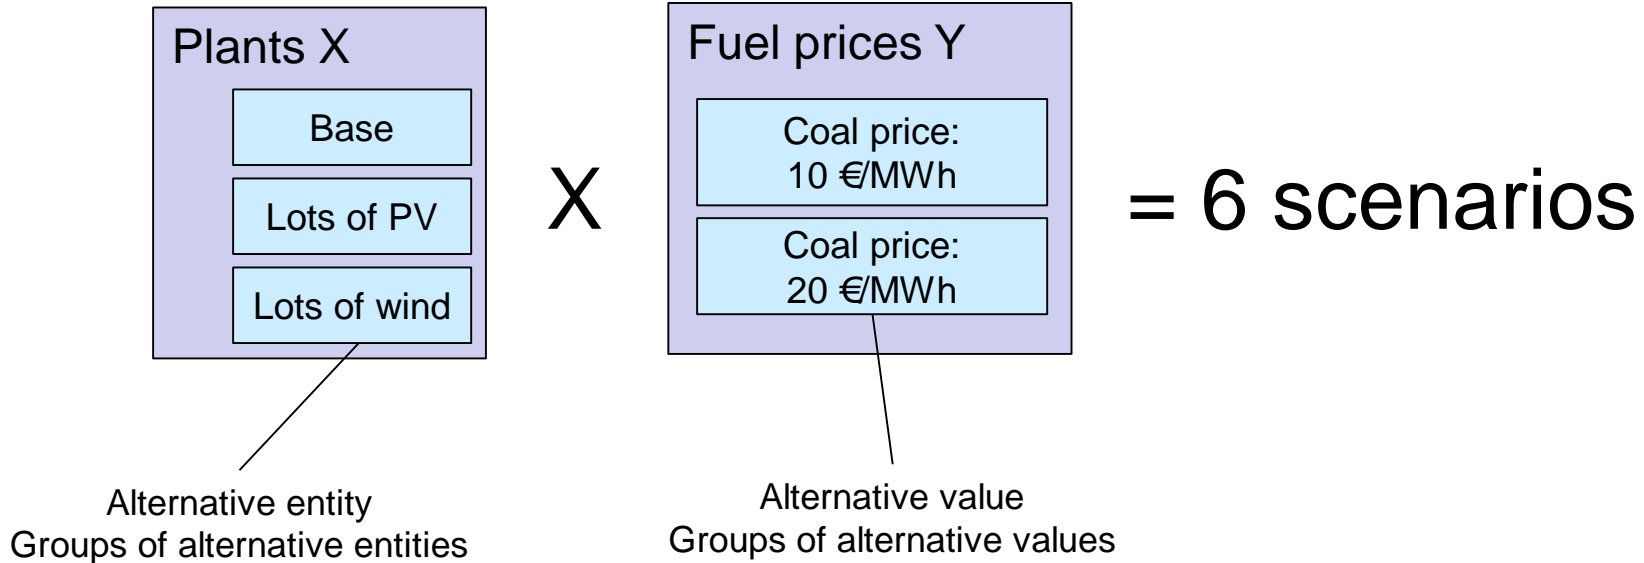 Plants X
Base
Lots of PV
Lots of wind
X
Fuel prices Y
Coal price:
10 €/MWh
Coal price:
20 €/MWh
= 6 scenarios
Alternative entity
Groups of alternative entities
Alternative value
Groups of alternative values